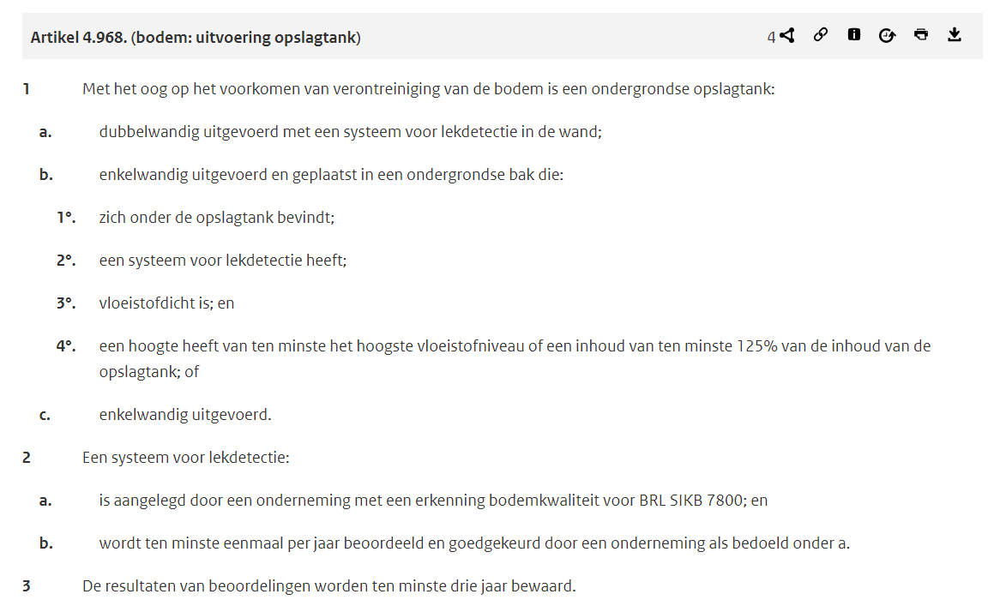 Artikel 4.968. (bodem: uitvoering opslagtank)
4
1 Met het oog op het voorkomen van verontreiniging van de bodem is een ondergrondse opslagtank:
a. dubbelwandig uitgevoerd met een systeem voor lekdetectie in de wand;
b. enkelwandig uitgevoerd en geplaatst in een ondergrondse bak die:
1°. zich onder de opslagtank bevindt;
2°. een systeem voor lekdetectie heeft;
3°. vloeistofdicht is; en
4°. een hoogte heeft van ten minste het hoogste vloeistofniveau of een inhoud van ten minste 125% van de inhoud van de
opslagtank; of
c. enkelwandig uitgevoerd.
2 Een systeem voor lekdetectie:
a. is aangelegd door een onderneming met een erkenning bodemkwaliteit voor BRL SIKB 7800; en
b. wordt ten minste eenmaal per jaar beoordeeld en goedgekeurd door een onderneming als bedoeld onder a.
3 De resultaten van beoordelingen worden ten minste drie jaar bewaard.